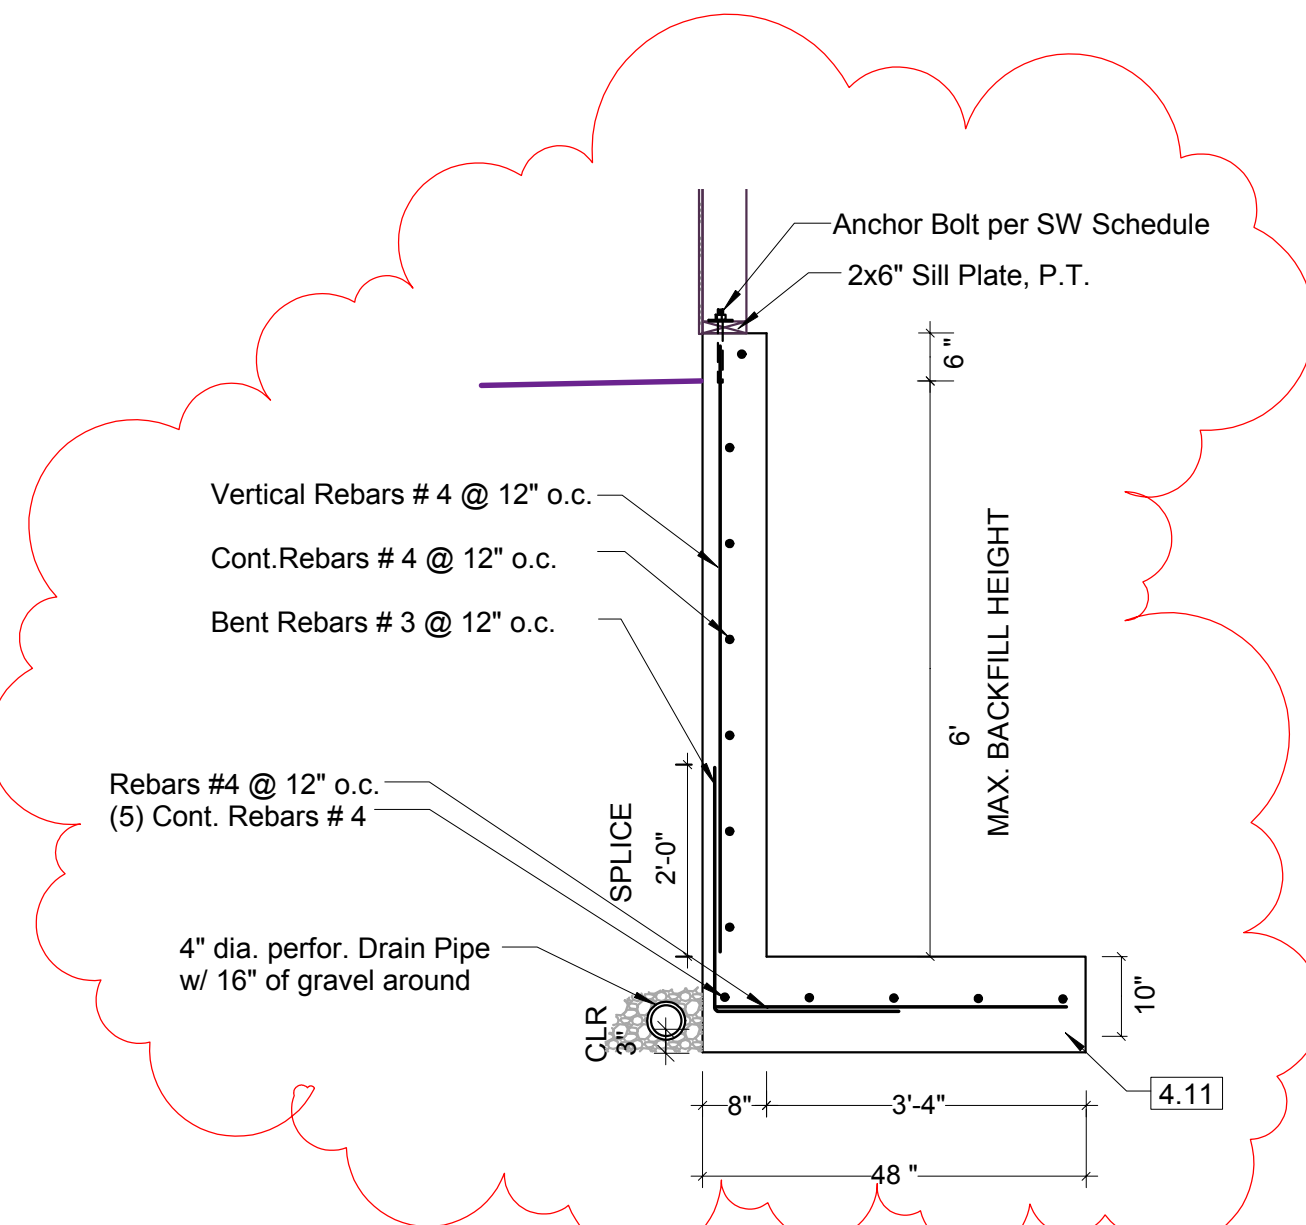 Anchor Bolt per SW Schedule
2x6" Sill Plate, P.T.
6 "
Vertical Rebars # 4 @ 12" o.c.
Cont.Rebars # 4 @ 12" o.c.
Bent Rebars # 3 @ 12" o.c.
6'
MAX. BACKFILL HEIGHT
Rebars #4 @ 12" o.c.
(5) Cont. Rebars # 4
SPLICE
2'-0"
4" dia. perfor. Drain Pipe
w/ 16" of gravel around
CLR
3"
10"
4.11
8"
3'-4"
48 "